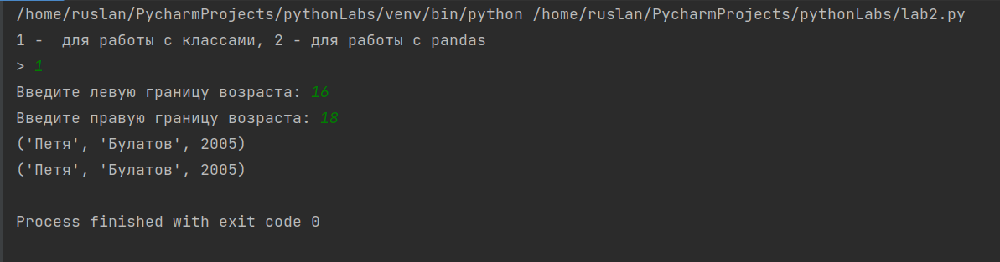 /home/ruslan/PycharmProjects/pythonLabs/venv/bin/python /home/ruslan/PycharmProjects/pythonLabs/lab2.py
1 -  для работы с классами, 2 - для работы с pandas
> 1
Введите левую границу возраста: 16
Введите правую границу возраста: 18
('Петя', 'Булатов', 2005)
('Петя', 'Булатов', 2005)
Process finished with exit code 0